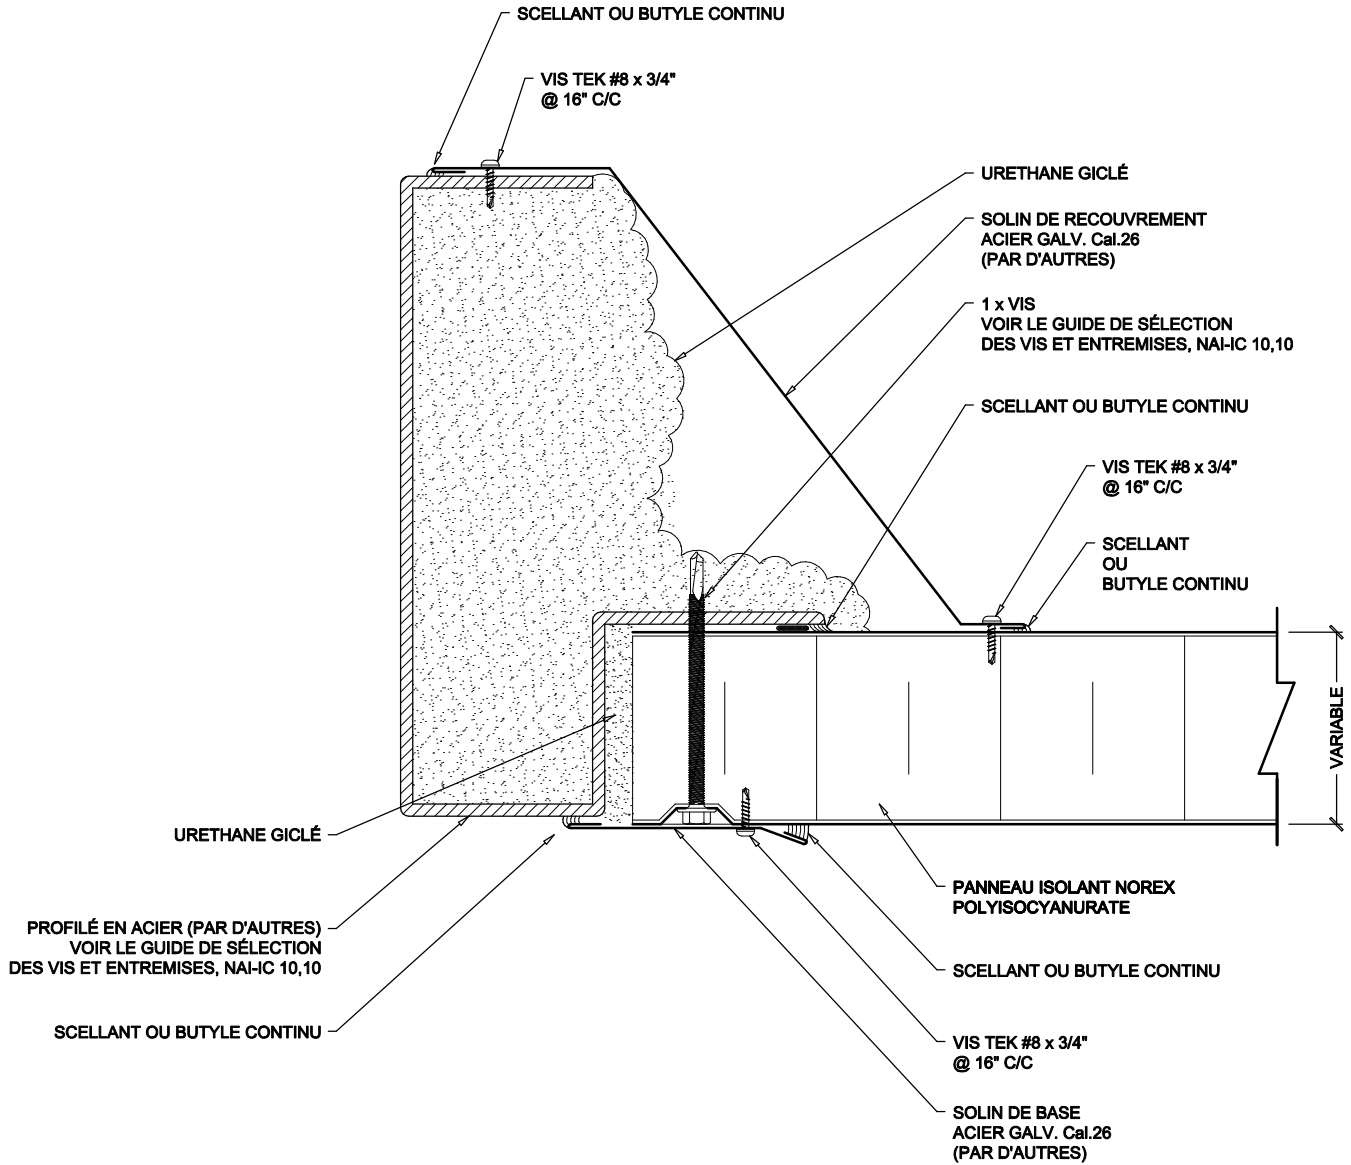 SCELLANT OU BUTYLE CONTINU
VIS TEK #8 x 3/4"
@ 16" C/C
URETHANE GICLÉ
SOLIN DE RECOUVREMENT
ACIER GALV. Cal.26
(PAR D'AUTRES)
1 x VIS
VOIR LE GUIDE DE SÉLECTION
DES VIS ET ENTREMISES, NAI-IC 10,10
SCELLANT OU BUTYLE CONTINU
VIS TEK #8 x 3/4"
@ 16" C/C
SCELLANT
OU
BUTYLE CONTINU
VARIABLE
URETHANE GICLÉ
PROFILÉ EN ACIER (PAR D'AUTRES)
VOIR LE GUIDE DE SÉLECTION
DES VIS ET ENTREMISES, NAI-IC 10,10
SCELLANT OU BUTYLE CONTINU
PANNEAU ISOLANT NOREX
POLYISOCYANURATE
SCELLANT OU BUTYLE CONTINU
VIS TEK #8 x 3/4"
@ 16" C/C
SOLIN DE BASE
ACIER GALV. Cal.26
(PAR D'AUTRES)